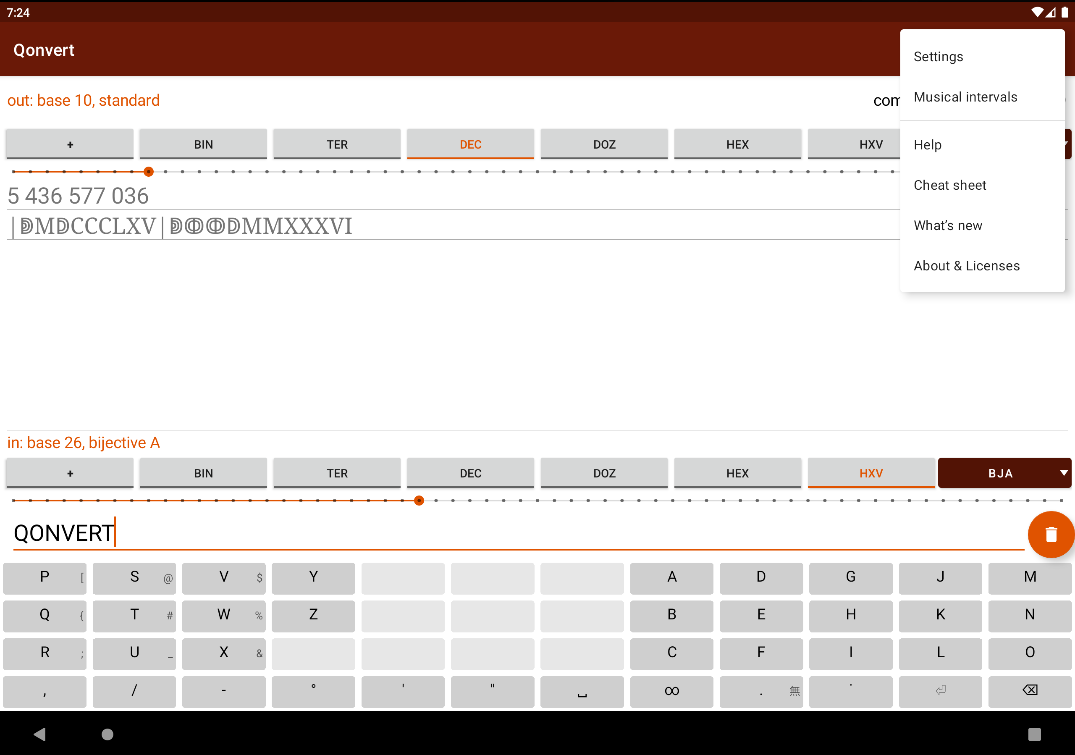 7:24
Qonvert
Settings
Musical intervals
Help
Cheat sheet
What's new
About & Licenses
out: base 10, standard
com
+ BIN TER DEC DOZ HEX HXV
5 436 577 036
in: base 26, bijective A
+ BIN TER DEC DOZ HEX HXV BJA
QONVERT
P [ S @ V $ Y A D G J M
Q { T # W % Z B E H K N
R ; U _ X & C F I L O
, / - ° ' " ␣ ∞ . 無 ˙ ⏎ ⌫